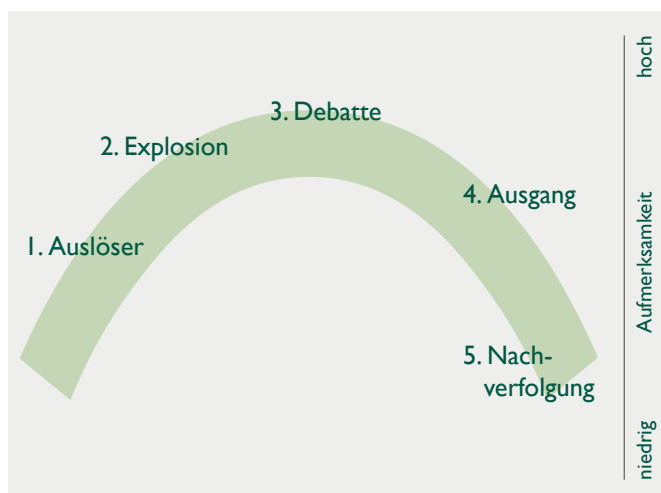 1. Auslöser
2. Explosion
3. Debatte
4. Ausgang
5. Nach-
verfolgung
hoch
Aufmerksamkeit
niedrig